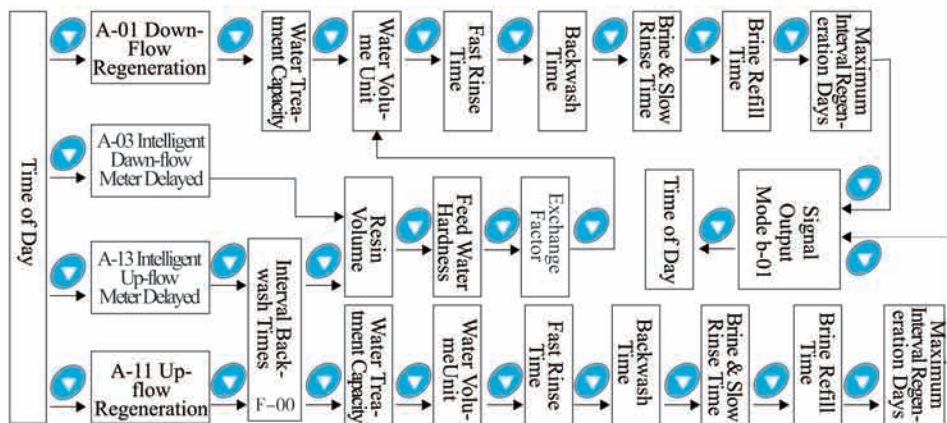 Time of Day
A-01 Down-
Flow
Regeneration
Water Trea-
tment Capacity
Water Volu-
me Unit
Fast Rinse
Time
Backwash
Time
Brine & Slow
Rinse Time
Brine Refill
Time
Maximum
Interval Regen-
eration Days
A-03 Intelligent
Dawn-flow
Meter Delayed
Resin
Volume
Feed Water
Hardness
Exchange
Factor
Time of Day
Signal
Output
Mode b-01
A-13 Intelligent
Up-flow
Meter Delayed
Interval Back-
wash Times
F-00
A-11 Up-
flow
Regeneration
Water Trea-
tment Capacity
Water Volu-
meUnit
Fast Rinse
Time
Backwash
Time
Brine & Slow
Rinse Time
Brine Refill
Time
Maximum
Interval Regen-
eration Days